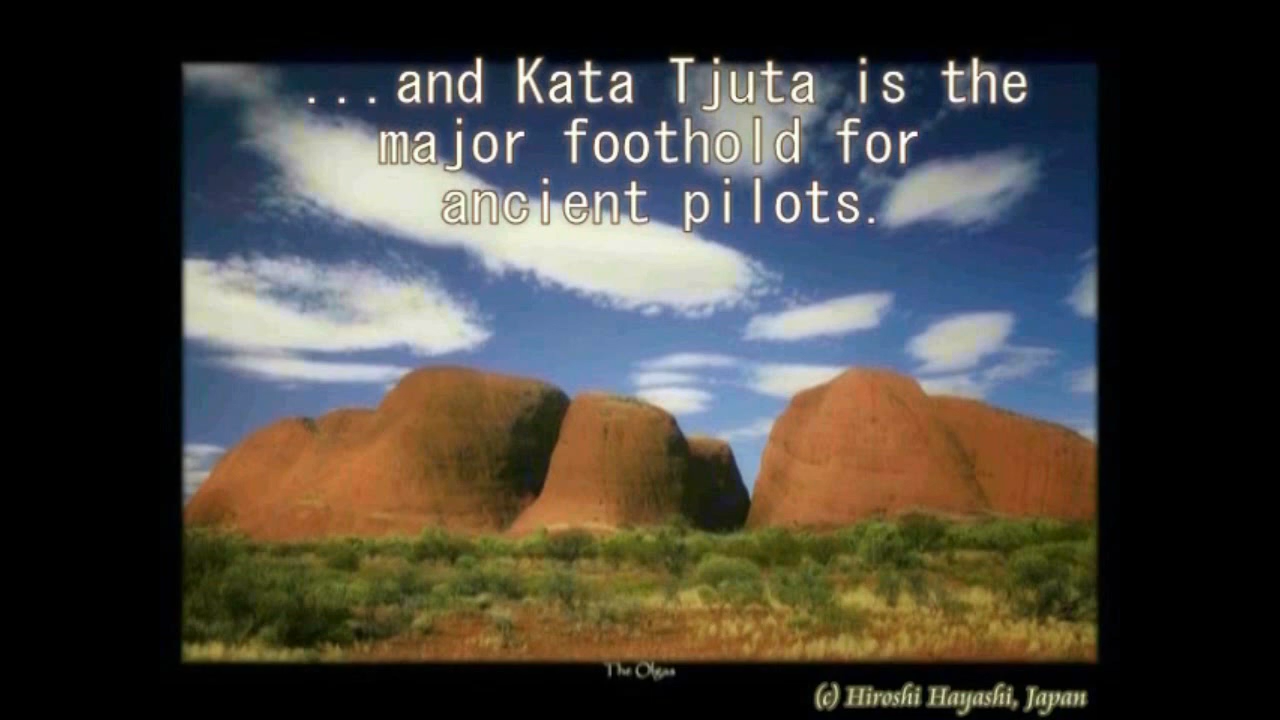 ...and Kata Tjuta is the
major foothold for
ancient pilots.
The Olgas
(c) Hiroshi Hayashi, Japan